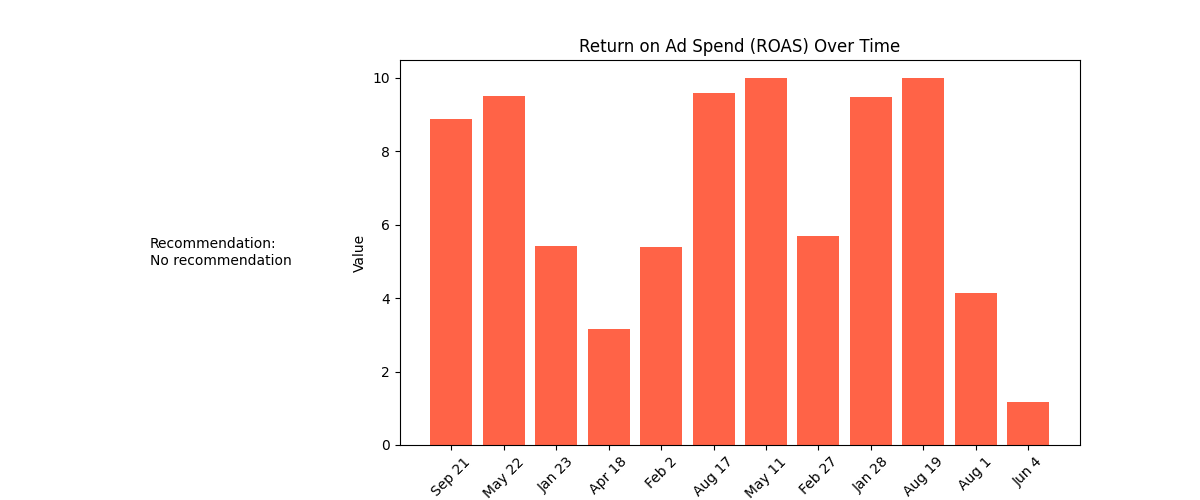 Return on Ad Spend (ROAS) Over Time
Recommendation:
No recommendation
Value
10
8
6
4
2
0
Sep 21
May 22
Jan 23
Apr 18
Feb 2
Aug 17
May 11
Feb 27
Jan 28
Aug 19
Aug 1
Jun 4